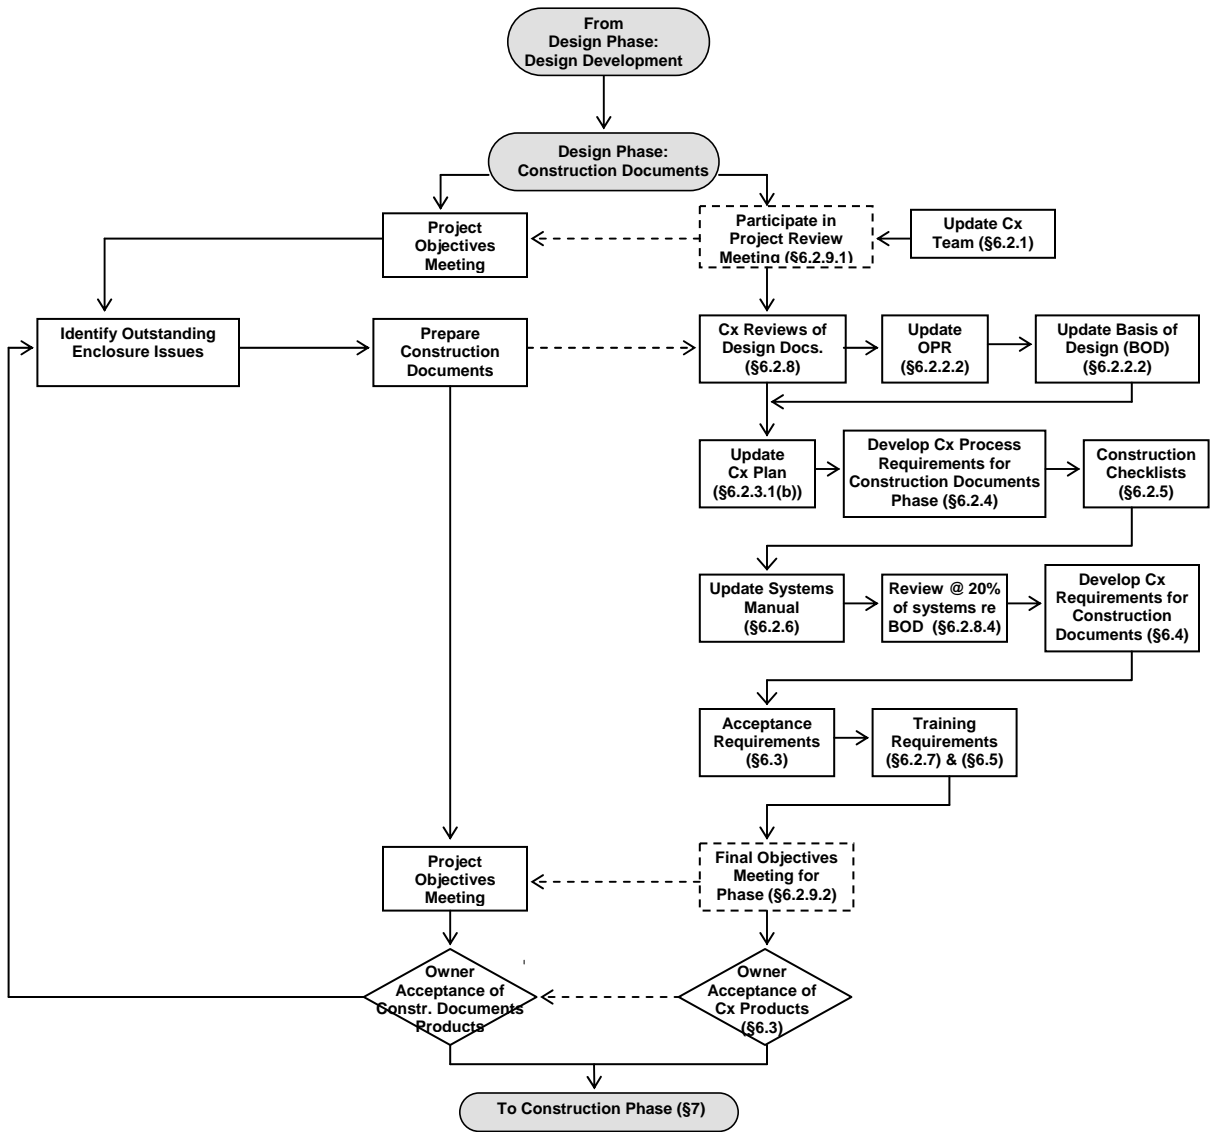 From
Design Phase:
Design Development
Design Phase:
Construction Documents
Project
Objectives
Meeting
Participate in
Project Review
Meeting (§6.2.9.1)
Update Cx
Team (§6.2.1)
Identify Outstanding
Enclosure Issues
Prepare
Construction
Documents
Cx Reviews of
Design Docs.
(§6.2.8)
Update
OPR
(§6.2.2.2)
Update Basis of
Design (BOD)
(§6.2.2.2)
Update
Cx Plan
(§6.2.3.1(b))
Develop Cx Process
Requirements for
Construction Documents
Phase (§6.2.4)
Construction
Checklists
(§6.2.5)
Update Systems
Manual
(§6.2.6)
Review @ 20%
of systems re
BOD (§6.2.8.4)
Develop Cx
Requirements for
Construction
Documents (§6.4)
Acceptance
Requirements
(§6.3)
Training
Requirements
(§6.2.7) & (§6.5)
Project
Objectives
Meeting
Final Objectives
Meeting for
Phase (§6.2.9.2)
Owner
Acceptance of
Constr. Documents
Products
Owner
Acceptance of
Cx Products
(§6.3)
To Construction Phase (§7)